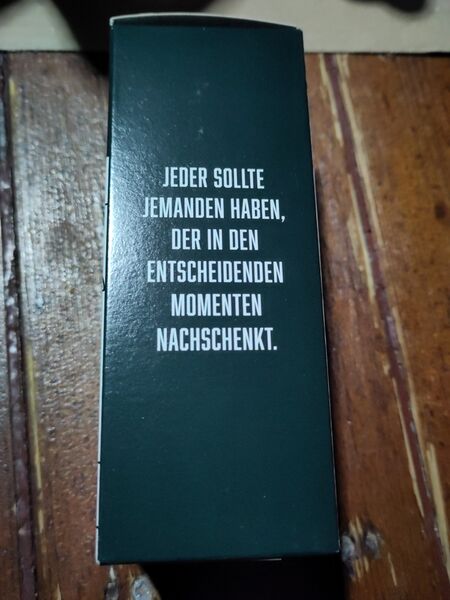 JEDER SOLLTE
JEMANDEN HABEN,
DER IN DEN
ENTSCHEIDENDEN
MOMENTEN
NACHSCHENKT.